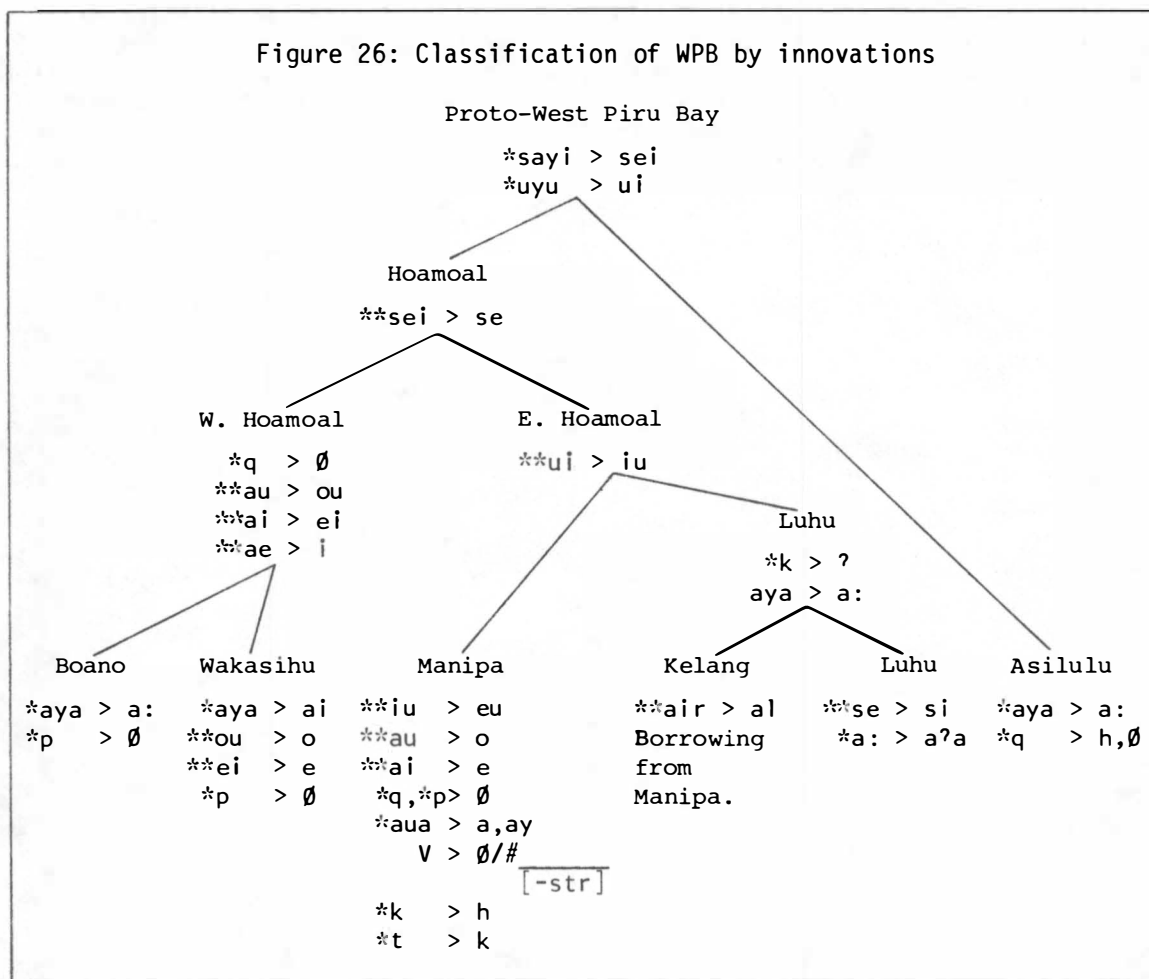 Figure 26: Classification of WPB by innovations
Proto-West Piru Bay
*sayi > sei
*uyu > ui
Hoamoal
**sei > se
W. Hoamoal
*q > Ø
**au > ou
**ai > ei
**ae > i
E. Hoamoal
**ui > iu
Luhu
*k > ?
aya > a:
Boano
*aya > a:
*p > Ø
Wakasihu
*aya > ai
**ou > o
**ei > e
*p > Ø
Manipa
**iu > eu
**au > o
**ai > e
*q,*p> Ø
*aua > a,ay
V > Ø/#
[-str]
*k > h
*t > k
Kelang
**air > al
Borrowing
from
Manipa.
Luhu
**se > si
*a: > a?a
Asilulu
*aya > a:
*q > h,Ø